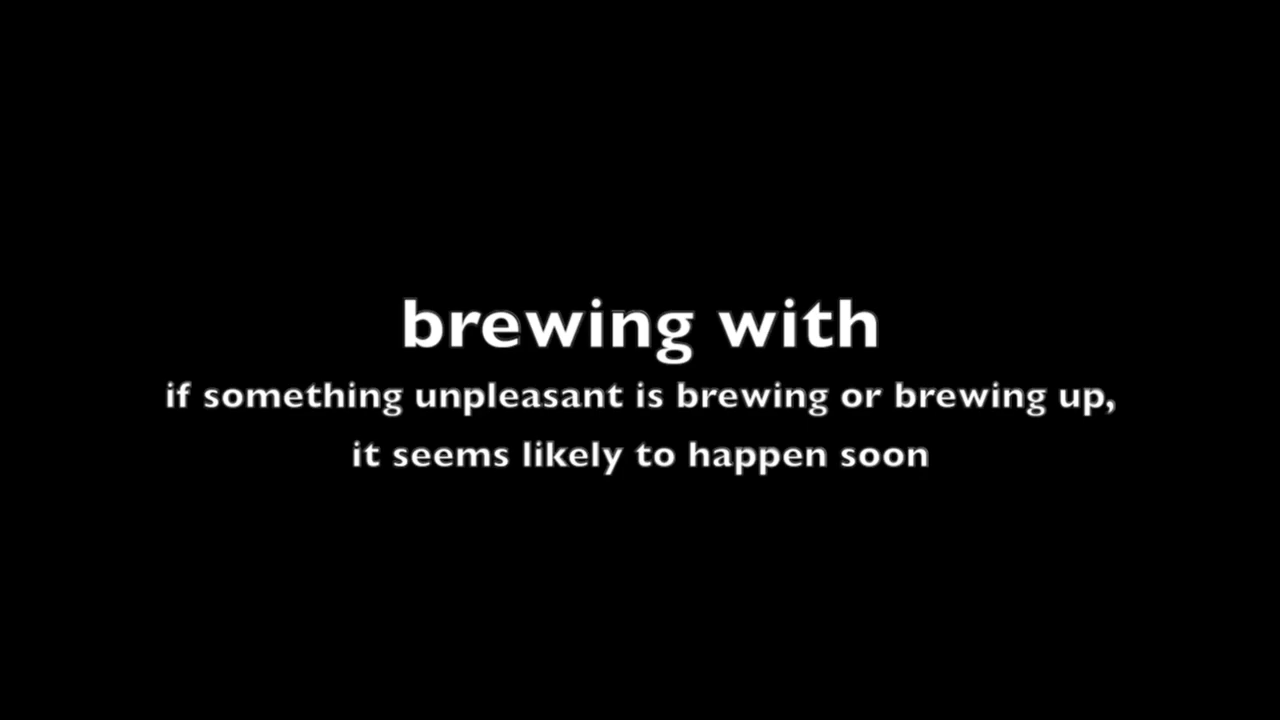 brewing with
if something unpleasant is brewing or brewing up,
it seems likely to happen soon